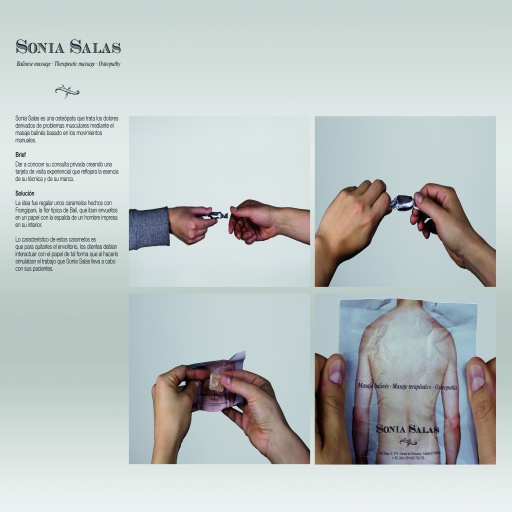 SONIA SALAS
Balinese massage · Therapeutic massage · Osteopathy
Sonia Salas es una osteópata que trata los dolores
derivados de problemas musculares mediante el
masaje balinés basado en los movimientos
manuales.
Brief
Dar a conocer su consulta privada creando una
tarjeta de visita experiencial que reflejara la esencia
de su técnica y de su marca.
Solución
La idea fue regalar unos caramelos hechos con
Frangipani, la flor típica de Bali, que iban envueltos
en un papel con la espalda de un hombre impresa
en su interior.
Lo característico de estos caramelos es
que para quitarles el envoltorio, los clientes debían
interactuar con el papel de tal forma que al hacerlo
simulaban el trabajo que Sonia Salas lleva a cabo
con sus pacientes.
Masaje balinés · Masaje terapéutico · Osteopatía
SONIA SALAS